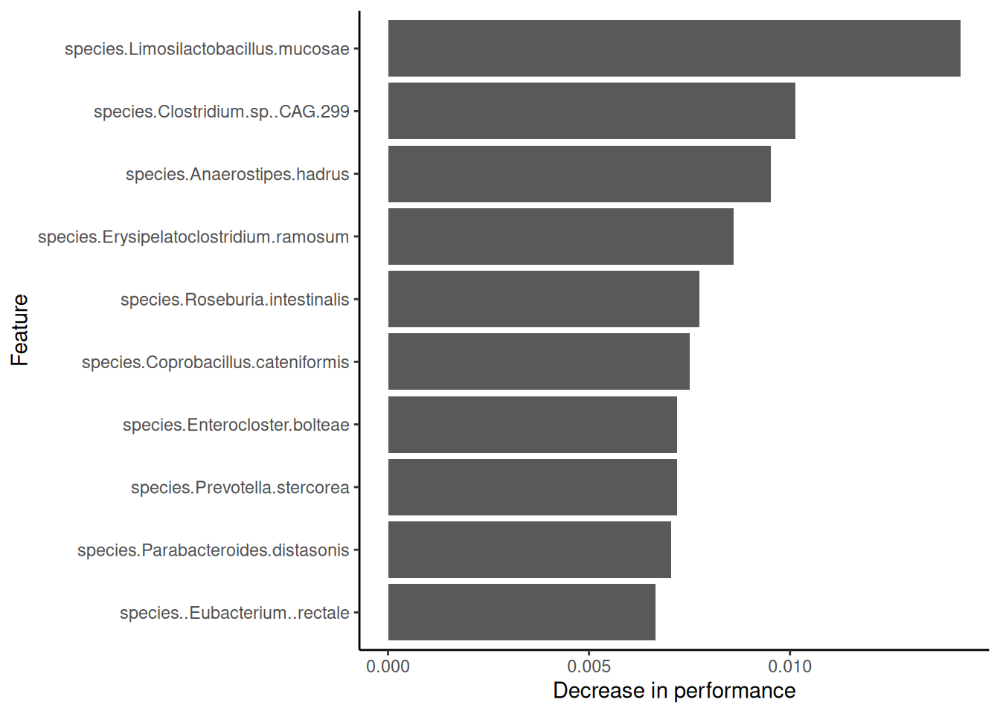 species.Limosilactobacillus.mucosae
species.Clostridium.sp..CAG.299
species.Anaerostipes.hadrus
species.Erysipelatoclostridium.ramosum
species.Roseburia.intestinalis
species.Coprobacillus.cateniformis
species.Enterocloster.bolteae
species.Prevotella.stercorea
species.Parabacteroides.distasonis
species..Eubacterium..rectale
Feature
0.000 0.005 0.010
Decrease in performance